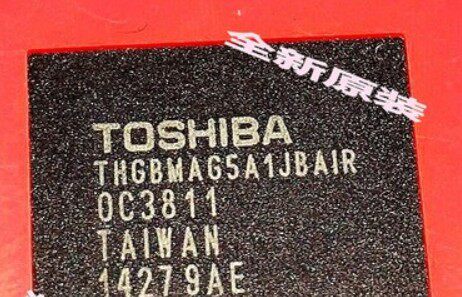 全新原装
TOSHIBA
THGBMAG5A1JBAIR
OC3811
TAIWAN
14279AE